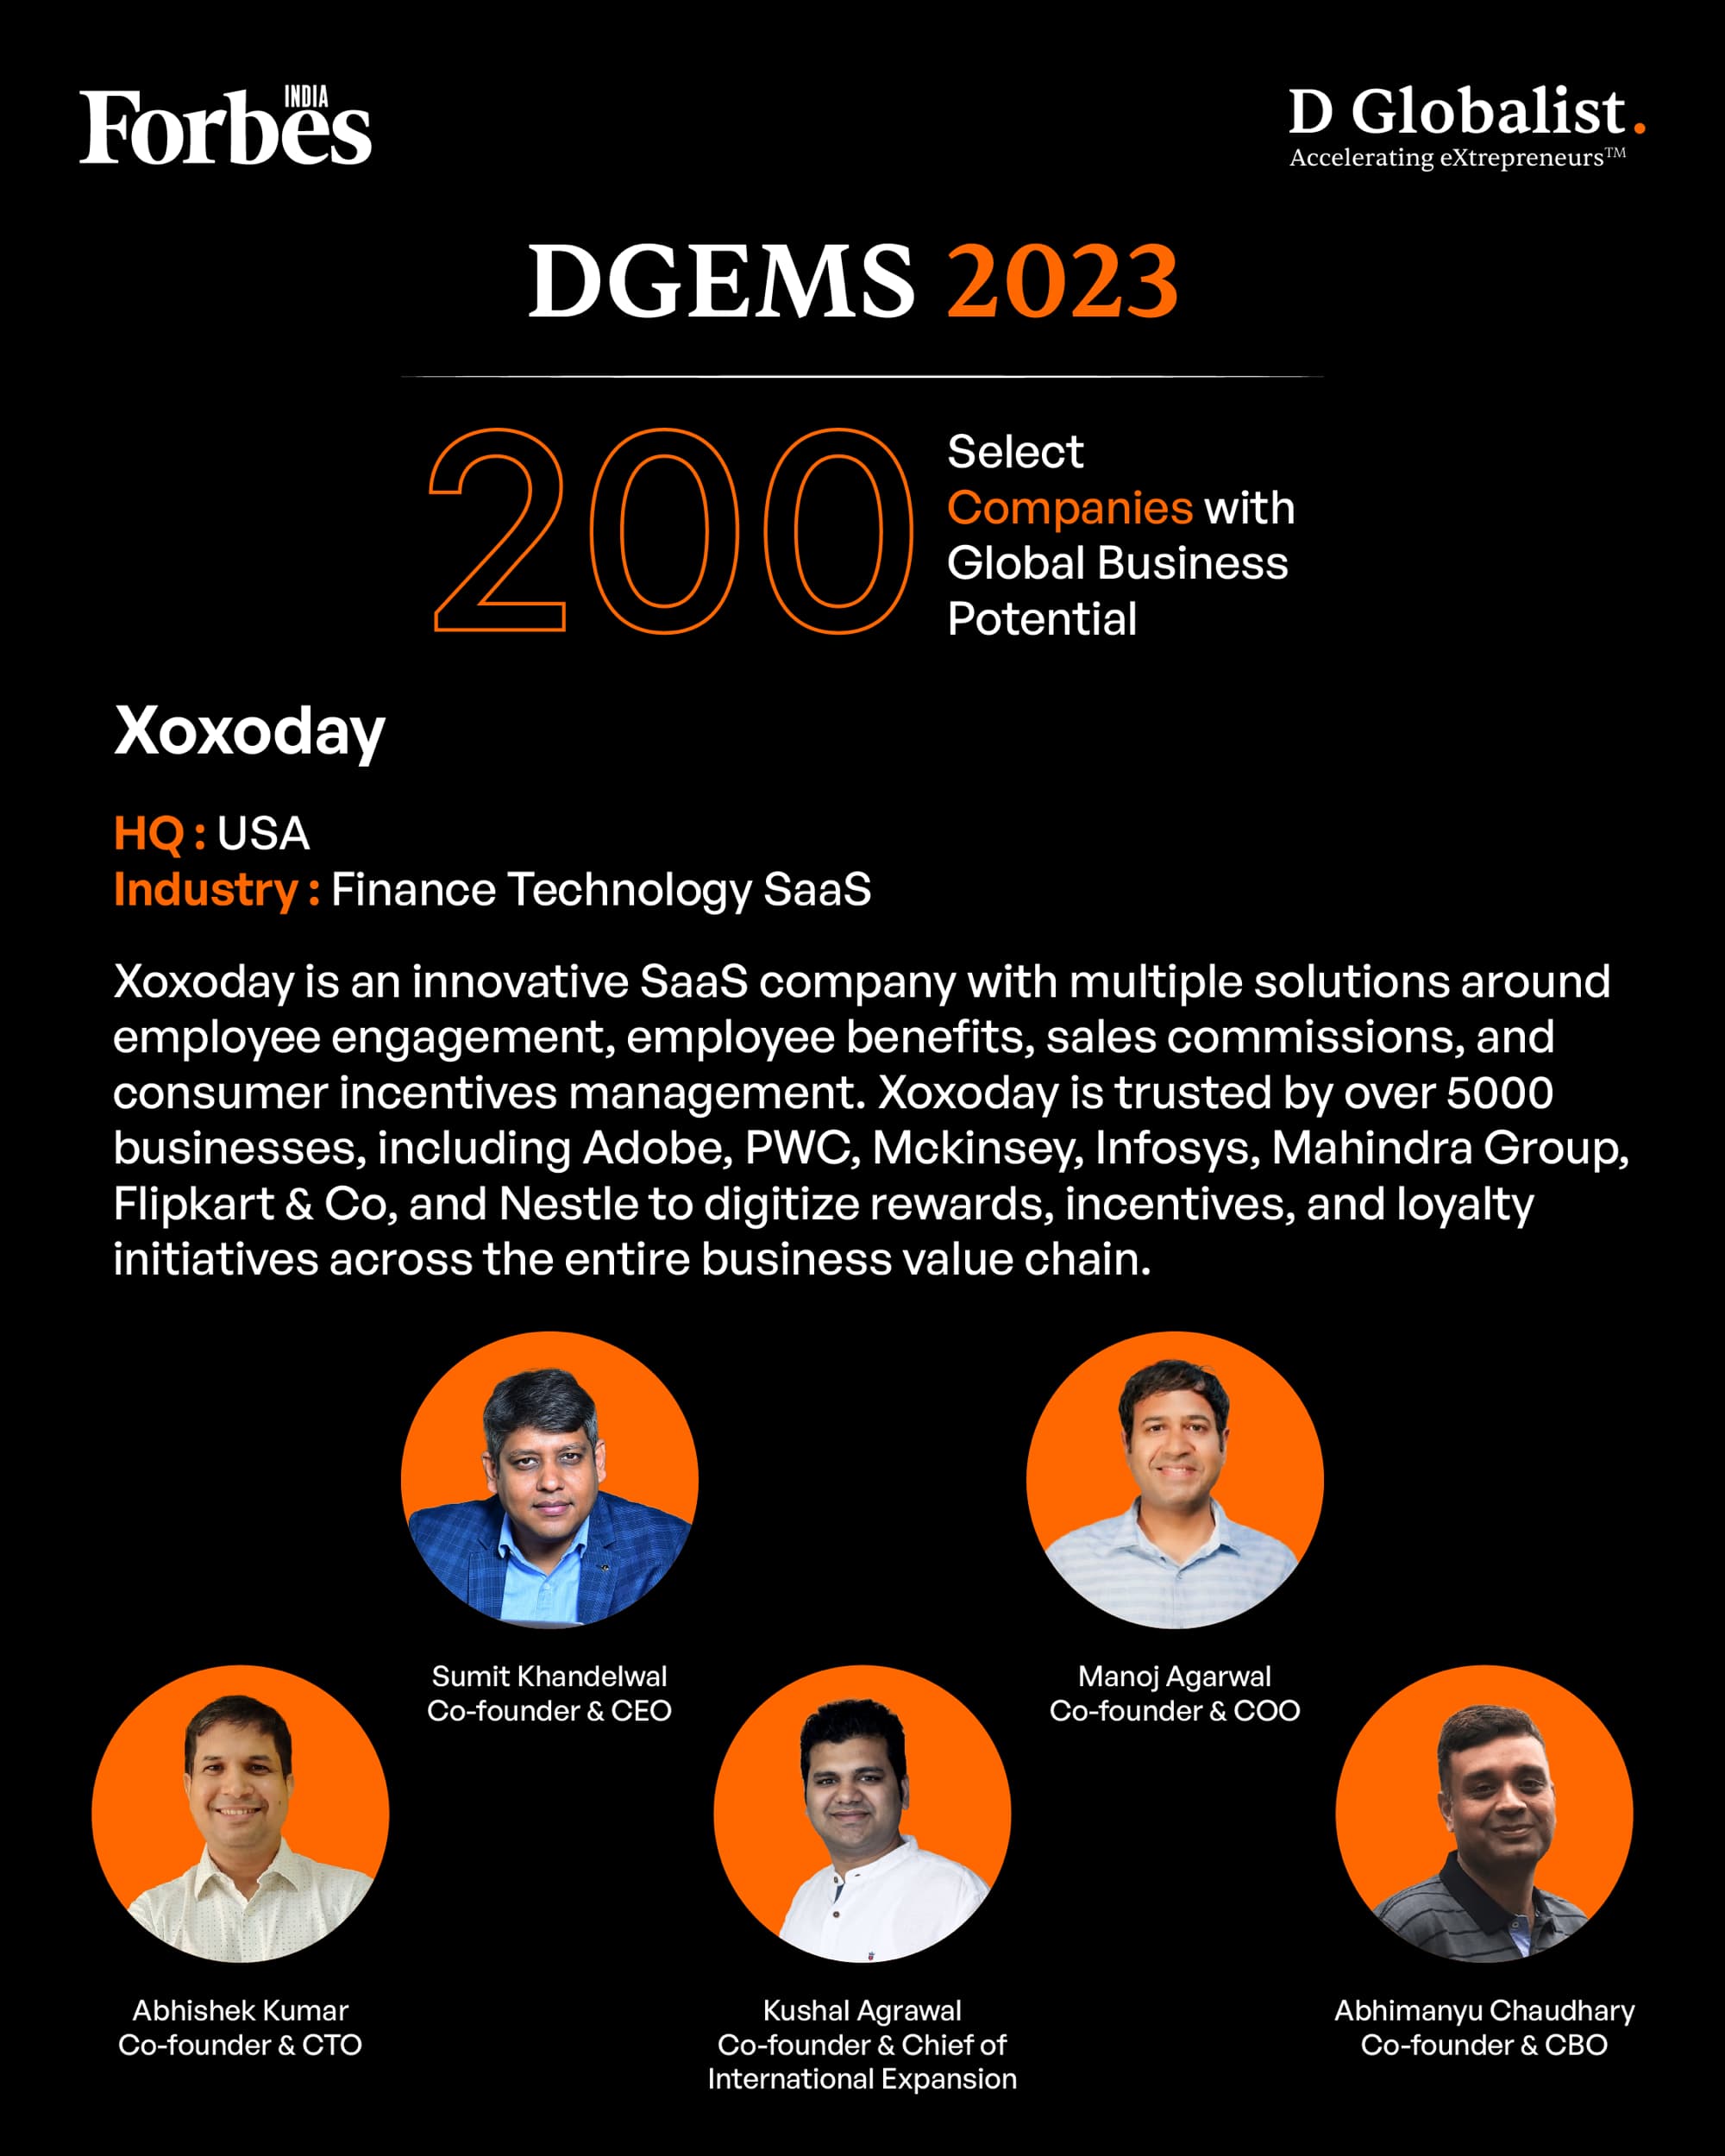 Forbes
INDIA
D Globalist.
Accelerating eXtrepreneurs™
DGEMS 2023
200
Select
Companies with
Global Business
Potential
Xoxoday
HQ : USA
Industry : Finance Technology SaaS
Xoxoday is an innovative SaaS company with multiple solutions around
employee engagement, employee benefits, sales commissions, and
consumer incentives management. Xoxoday is trusted by over 5000
businesses, including Adobe, PWC, Mckinsey, Infosys, Mahindra Group,
Flipkart & Co, and Nestle to digitize rewards, incentives, and loyalty
initiatives across the entire business value chain.
Sumit Khandelwal
Co-founder & CEO
Manoj Agarwal
Co-founder & COO
Abhishek Kumar
Co-founder & CTO
Kushal Agrawal
Co-founder & Chief of
International Expansion
Abhimanyu Chaudhary
Co-founder & CBO